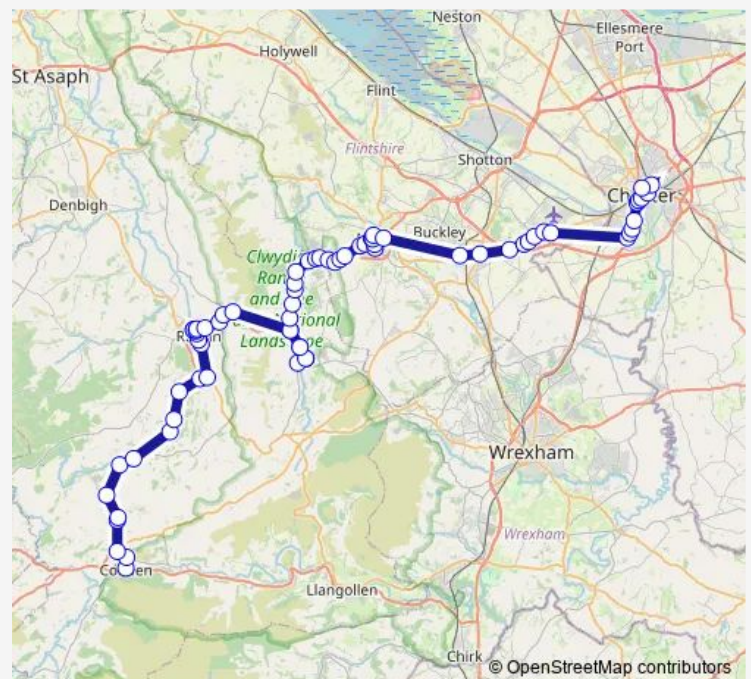 Neston
Ellesmere
Port
Holywell
St Asaph
Flint
Flintshire
Shotton
Denbigh
Buckley
Clwydi
Ran
and
ional
Lands pe
Wrexham
Wrexham
Llangollen
Chirk
© OpenStreetMap contributors